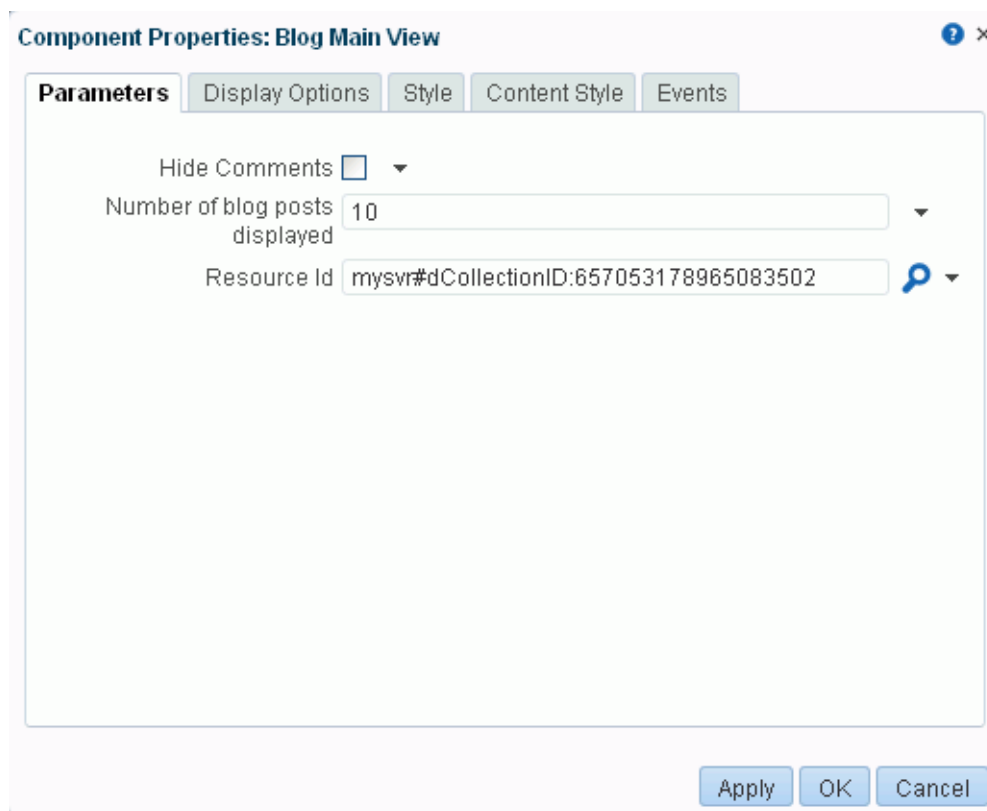 Component Properties: Blog Main View
Parameters Display Options Style Content Style Events
Hide Comments
Number of blog posts displayed 10
Resource Id mysvr#dCollectionID:657053178965083502
Apply OK Cancel